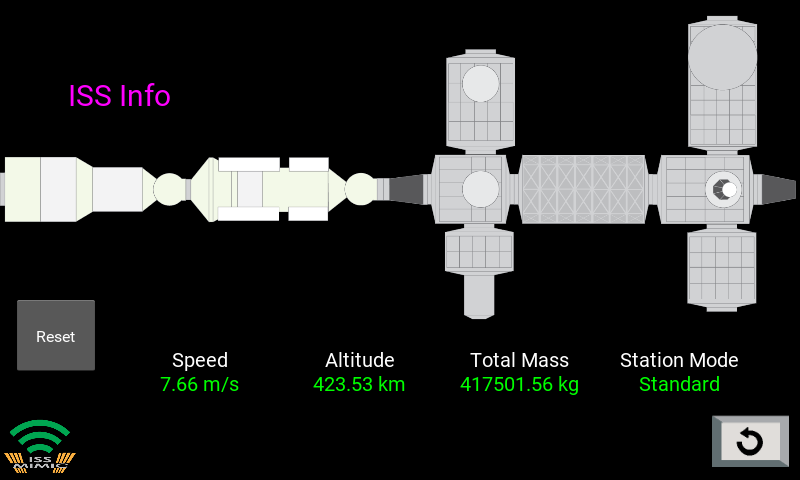 ISS Info
Reset
Speed
7.66 m/s
Altitude
423.53 km
Total Mass
417501.56 kg
Station Mode
Standard
ISS
MIMIC